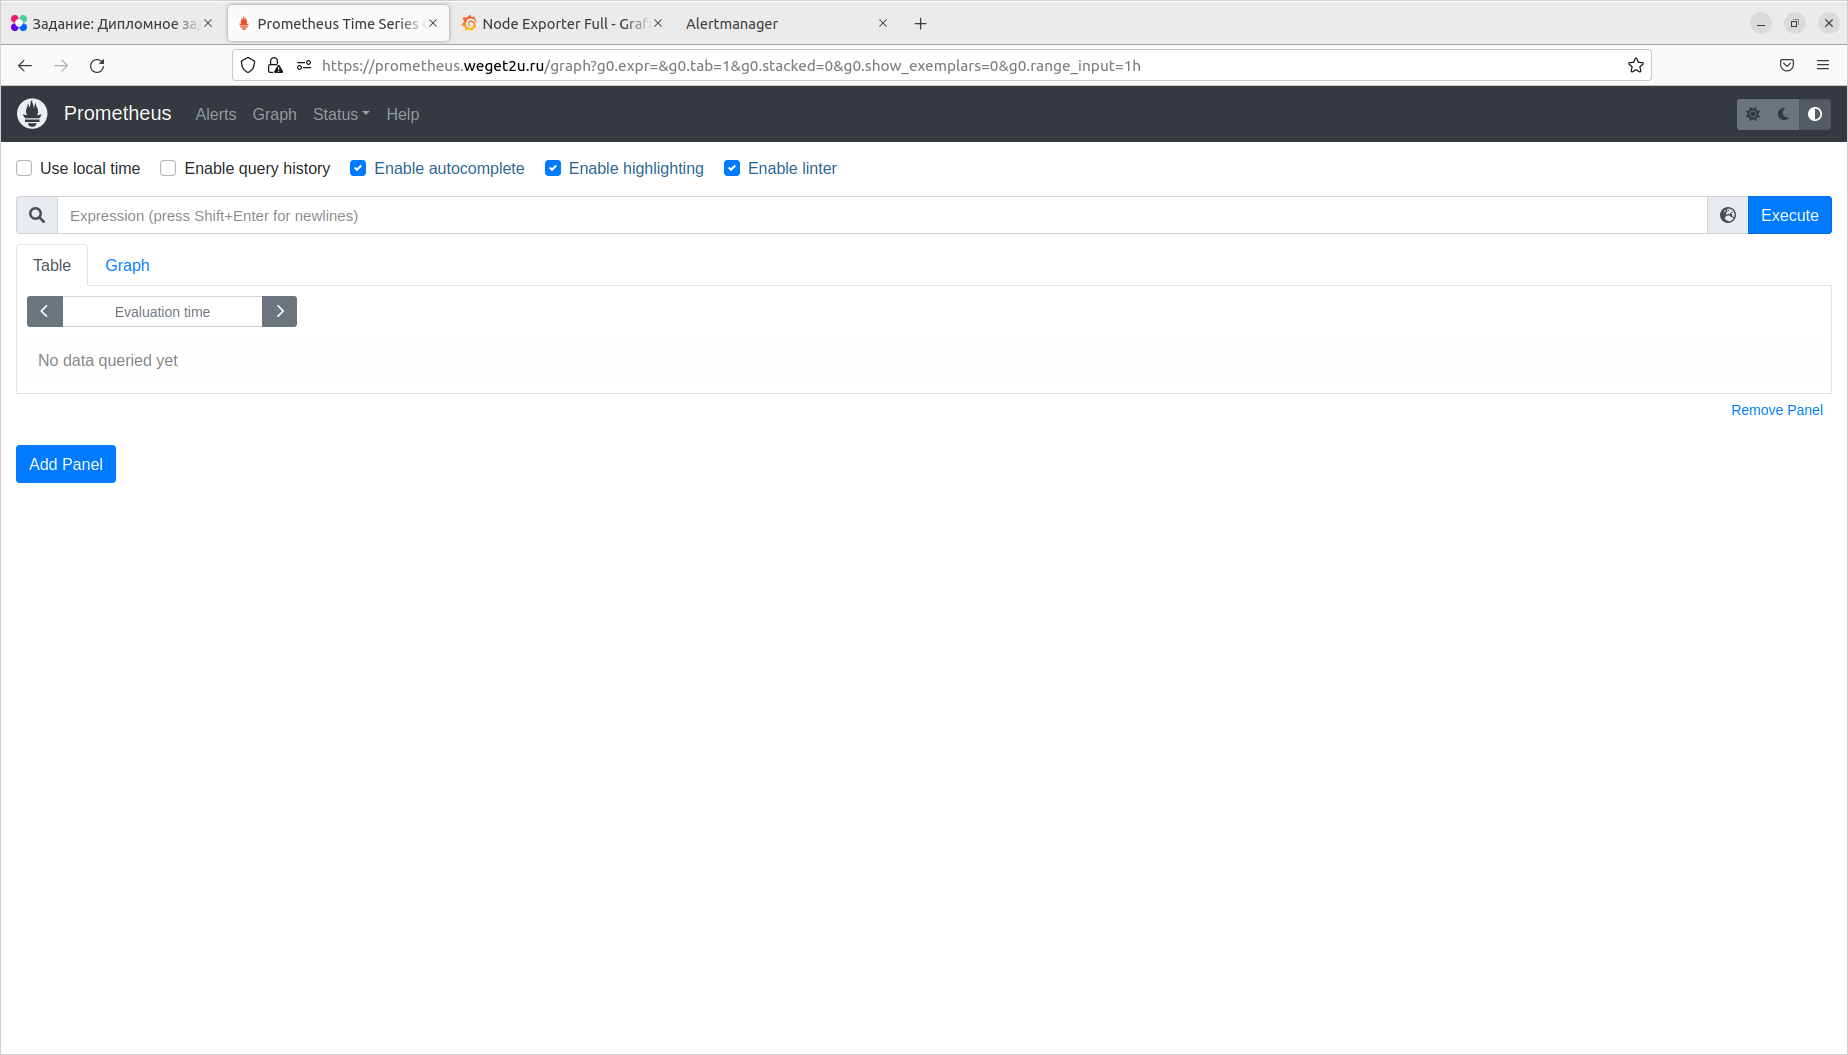 Задание: Дипломное за
Prometheus Time Series
Node Exporter Full - Graf
Alertmanager
https://prometheus.weget2u.ru/graph?g0.expr=&g0.tab=1&g0.stacked=0&g0.show_exemplars=0&g0.range_input=1h
Prometheus Alerts Graph Status Help
Use local time Enable query history Enable autocomplete Enable highlighting Enable linter
Expression (press Shift+Enter for newlines) Execute
Table Graph
Evaluation time
No data queried yet
Remove Panel
Add Panel